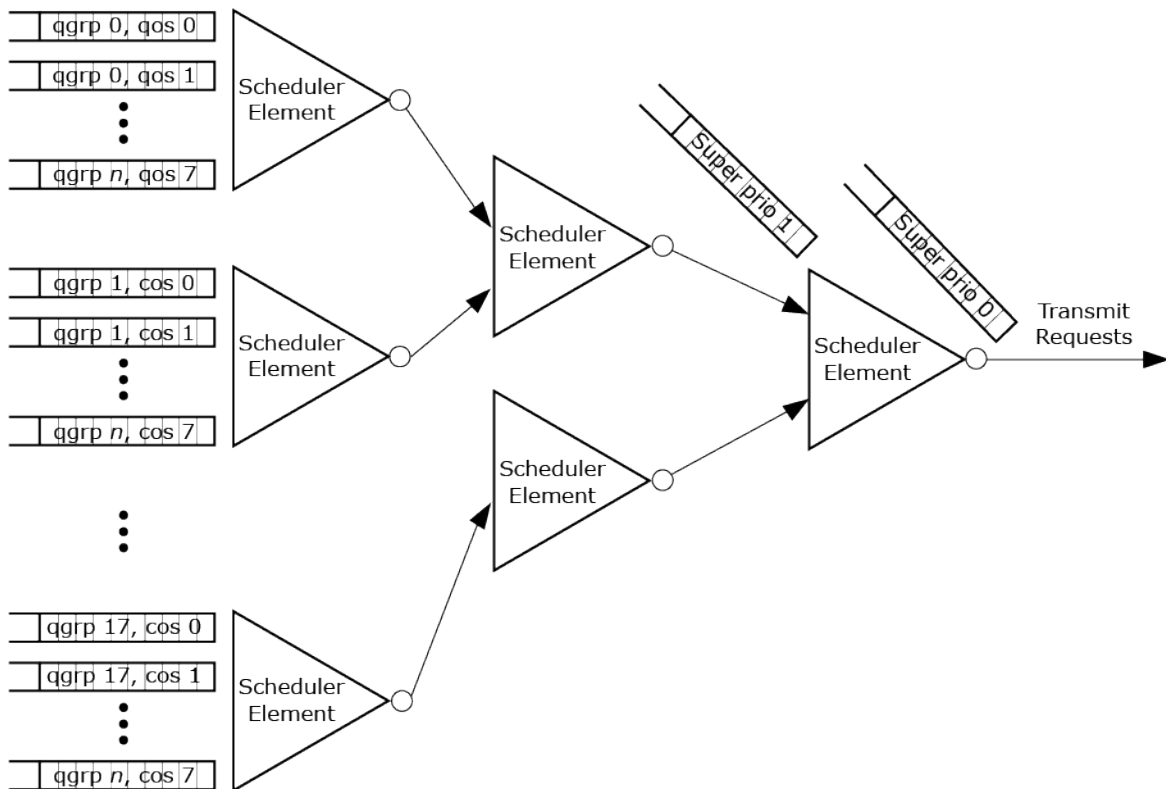 qgrp 0, qos 0
qgrp 0, qos 1
qgrp n, qos 7
Scheduler
Element
qgrp 1, cos 0
qgrp 1, cos 1
qgrp n, cos 7
Scheduler
Element
qgrp 17, cos 0
qgrp 17, cos 1
qgrp n, cos 7
Scheduler
Element
Scheduler
Element
Scheduler
Element
Super prio 1
Super prio 0
Scheduler
Element
Transmit
Requests